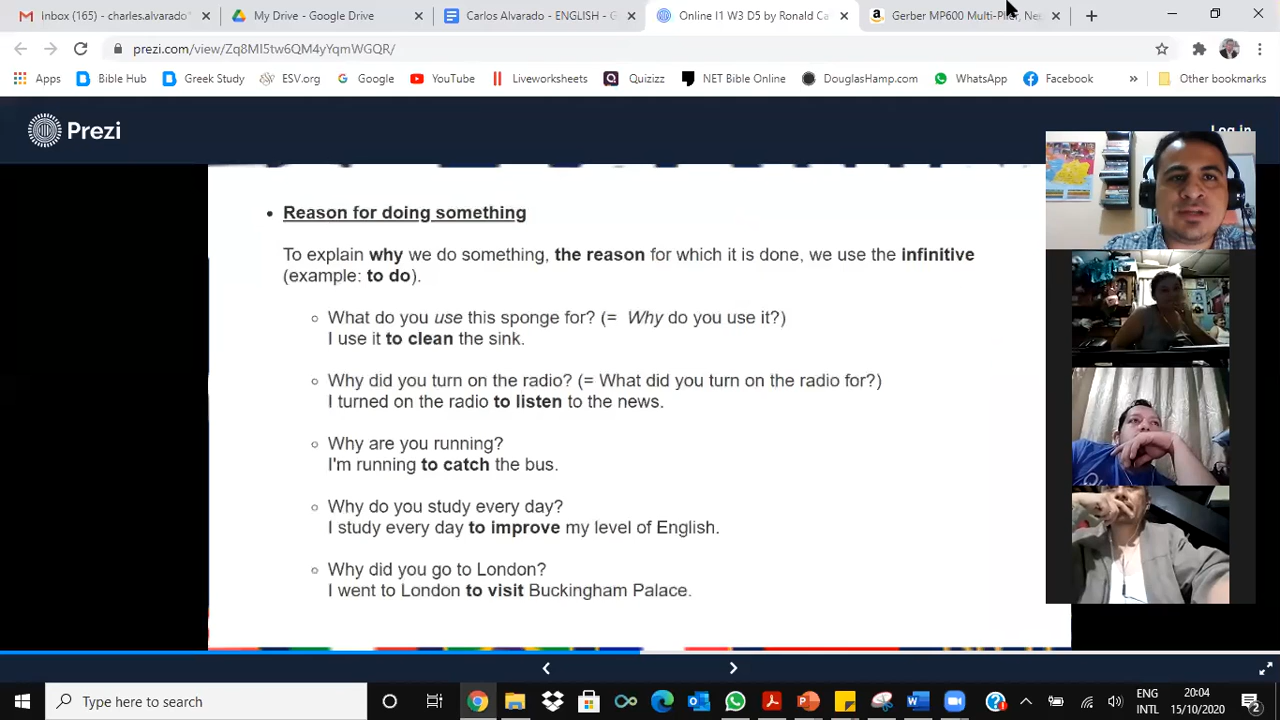 Inbox (165) - charles.alvarado
My Drive - Google Drive
Carlos Alvarado - ENGLISH - G
Online I1 W3 D5 by Ronald Ca
Gerber MP600 Multi-Plier, Nee
prezi.com/view/Zq8MI5tw6QM4yYqmWGQR/
Apps
Bible Hub
Greek Study
ESV.org
Google
YouTube
Liveworksheets
Quizizz
NET Bible Online
DouglasHamp.com
WhatsApp
Facebook
»
Other bookmarks
Prezi
Log in
• Reason for doing something
To explain why we do something, the reason for which it is done, we use the infinitive
(example: to do).
What do you use this sponge for? (= Why do you use it?)
I use it to clean the sink.
Why did you turn on the radio? (= What did you turn on the radio for?)
I turned on the radio to listen to the news.
Why are you running?
I'm running to catch the bus.
Why do you study every day?
I study every day to improve my level of English.
Why did you go to London?
I went to London to visit Buckingham Palace.
Type here to search
ENG
INTL
20:04
15/10/2020
2